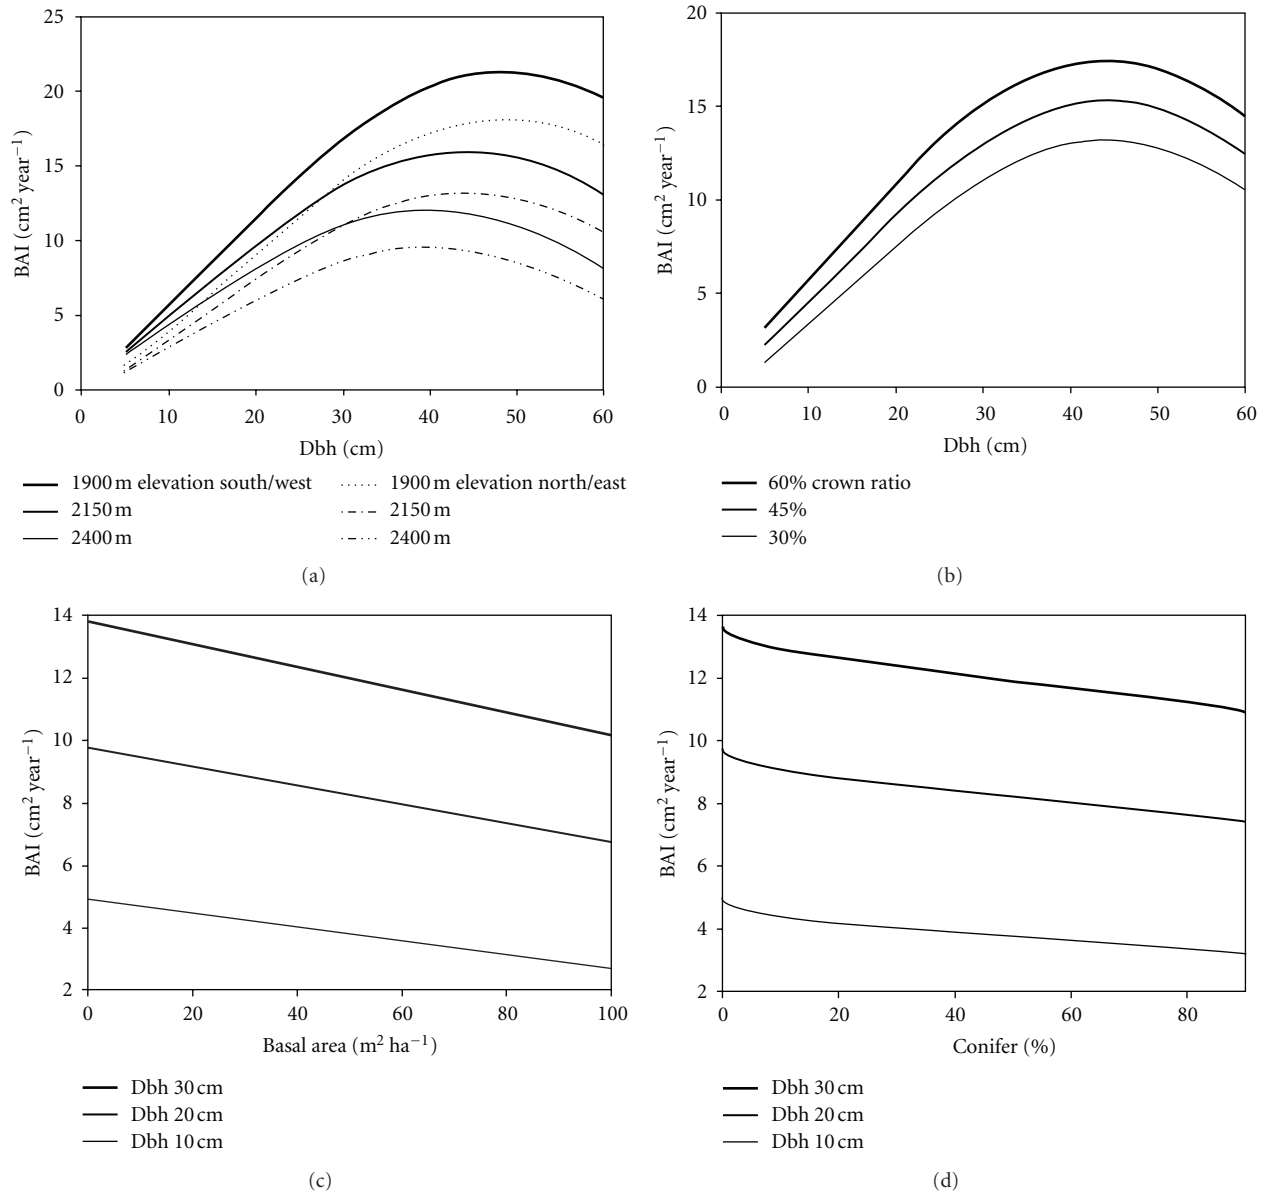 25
20
15
10
5
0
BAI (cm² year⁻¹)
0 10 20 30 40 50 60
Dbh (cm)
1900 m elevation south/west
2150 m
2400 m
1900 m elevation north/east
2150 m
2400 m
(a)
20
15
10
5
0
BAI (cm² year⁻¹)
0 10 20 30 40 50 60
Dbh (cm)
60% crown ratio
45%
30%
(b)
14
12
10
8
6
4
2
BAI (cm² year⁻¹)
0 20 40 60 80 100
Basal area (m² ha⁻¹)
Dbh 30 cm
Dbh 20 cm
Dbh 10 cm
(c)
14
12
10
8
6
4
2
BAI (cm² year⁻¹)
0 20 40 60 80
Conifer (%)
Dbh 30 cm
Dbh 20 cm
Dbh 10 cm
(d)